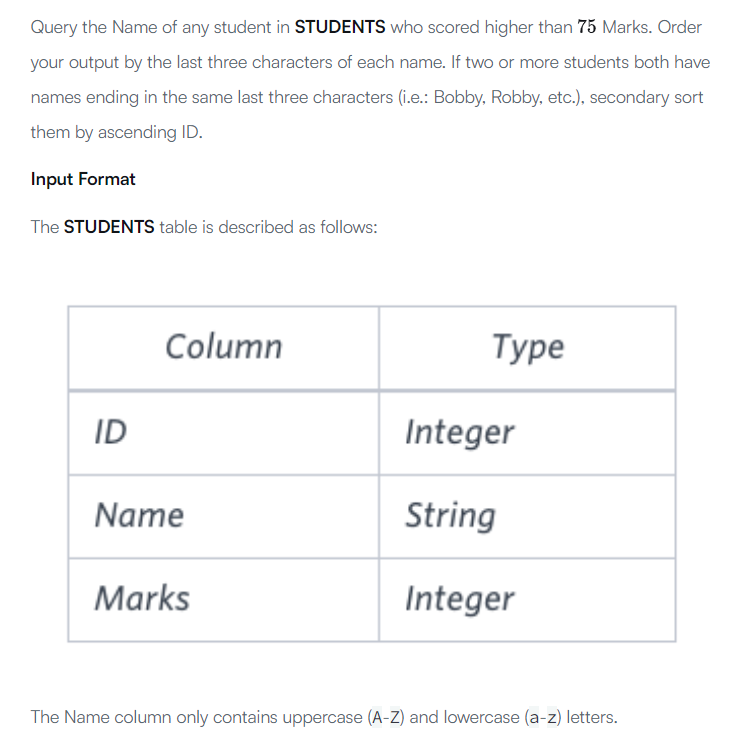 Query the Name of any student in STUDENTS who scored higher than 75 Marks. Order
your output by the last three characters of each name. If two or more students both have
names ending in the same last three characters (i.e.: Bobby, Robby, etc.), secondary sort
them by ascending ID.
Input Format
The STUDENTS table is described as follows:
Column Type
ID Integer
Name String
Marks Integer
The Name column only contains uppercase (A-Z) and lowercase (a-z) letters.